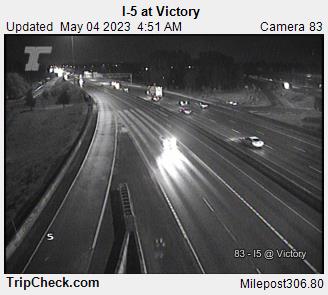 I-5 at Victory
Updated May 04 2023 4:51 AM Camera 83
T
S
83 - I5 @ Victory
TripCheck.com Milepost306.80